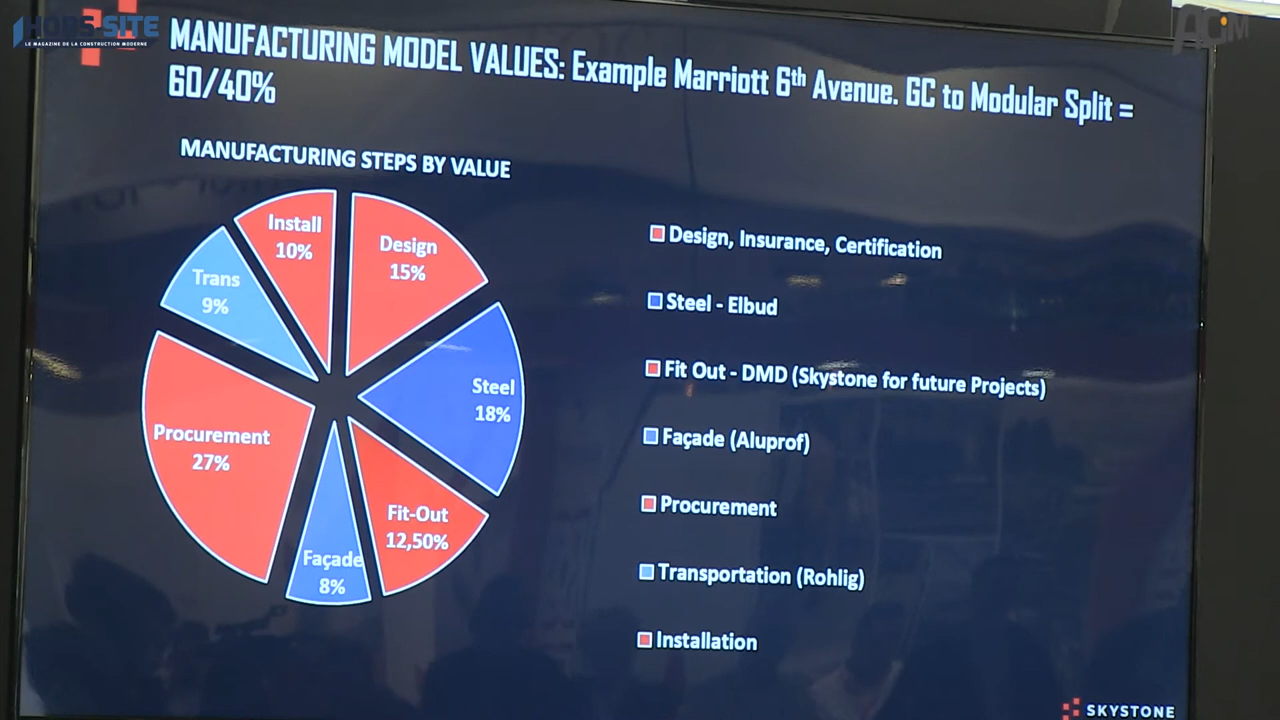 HORS-SITE
LE MAGAZINE DE LA CONSTRUCTION MODERNE
ACIM
MANUFACTURING MODEL VALUES: Example Marriott 6th Avenue. GC to Modular Split =
60/40%
MANUFACTURING STEPS BY VALUE
Install
10%
Design
15%
Trans
9%
Steel
18%
Procurement
27%
Fit-Out
12,50%
Façade
8%
Design, Insurance, Certification
Steel - Elbud
Fit Out - DMD (Skystone for future Projects)
Façade (Aluprof)
Procurement
Transportation (Rohlig)
Installation
SKYSTONE